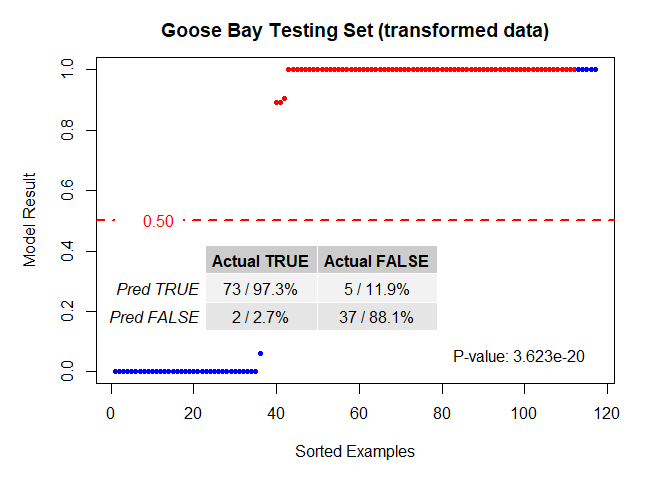 Goose Bay Testing Set (transformed data)
Model Result
1.0
0.8
0.6
0.4
0.2
0.0
0.50
Actual TRUE Actual FALSE
Pred TRUE 73 / 97.3% 5 / 11.9%
Pred FALSE 2 / 2.7% 37 / 88.1%
P-value: 3.623e-20
0 20 40 60 80 100 120
Sorted Examples